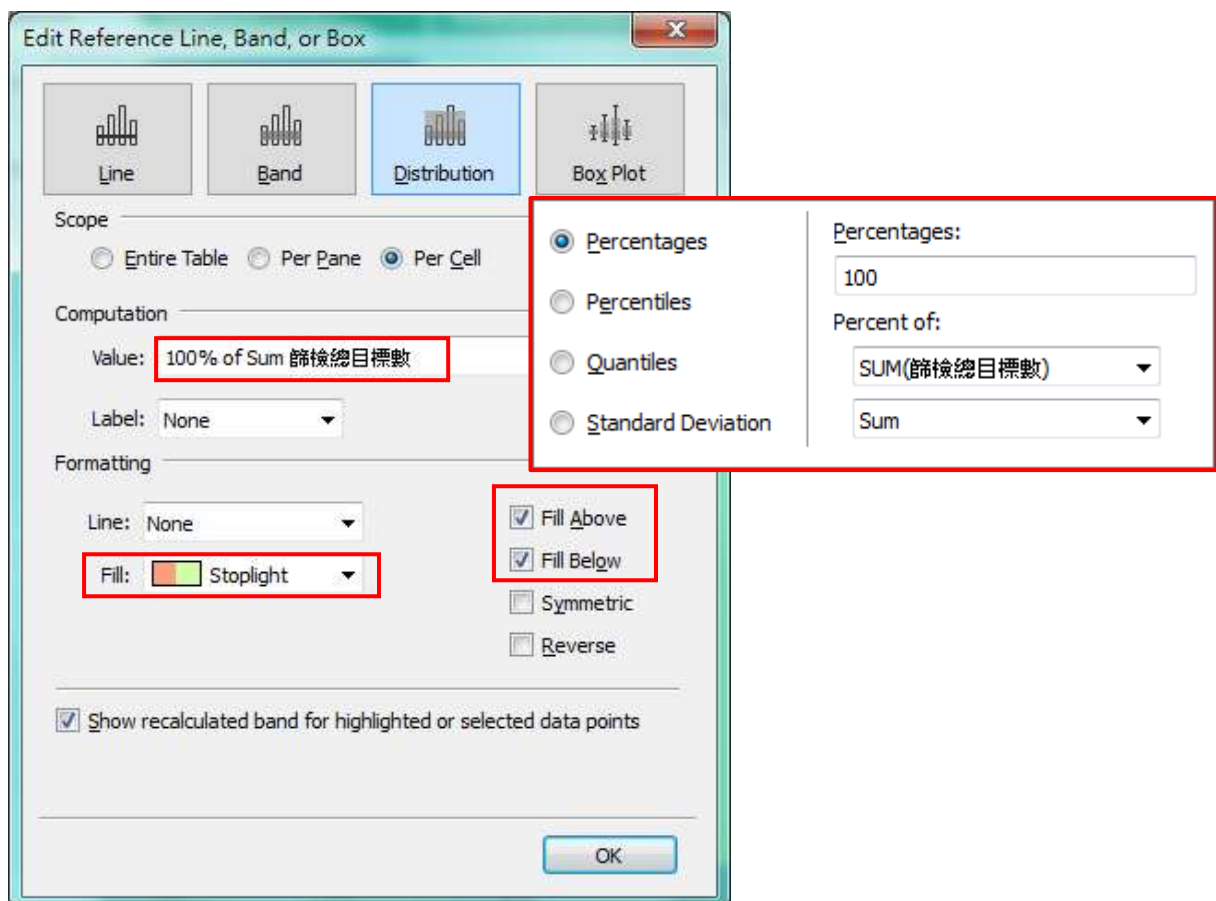 Edit Reference Line, Band, or Box
x
Line
Band
Distribution
Box Plot
Scope
Entire Table
Per Pane
Per Cell
Computation
Value: 100% of Sum 篩檢總目標數
Label: None
Formatting
Line: None
Fill: Stoplight
Fill Above
Fill Below
Symmetric
Reverse
Show recalculated band for highlighted or selected data points
OK
Percentages
Percentiles
Quantiles
Standard Deviation
Percentages:
100
Percent of:
SUM(篩檢總目標數)
Sum